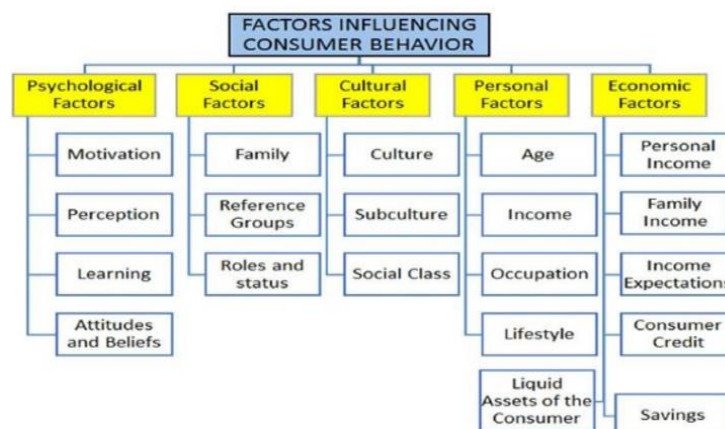 FACTORS INFLUENCING
CONSUMER BEHAVIOR
Psychological
Factors
Motivation
Perception
Learning
Attitudes
and Beliefs
Social
Factors
Family
Reference
Groups
Roles and
status
Cultural
Factors
Culture
Subculture
Social Class
Personal
Factors
Age
Income
Occupation
Lifestyle
Economic
Factors
Personal
Income
Family
Income
Income
Expectations
Consumer
Credit
Liquid
Assets of the
Consumer
Savings